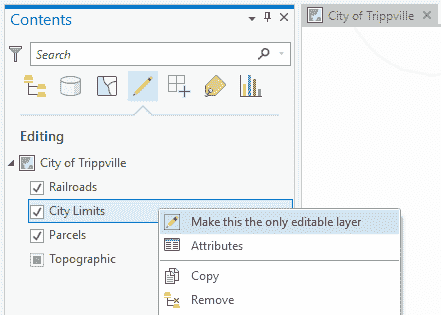 Contents
City of Trippville
Search
Editing
City of Trippville
Railroads
City Limits
Parcels
Topographic
Make this the only editable layer
Attributes
Copy
Remove